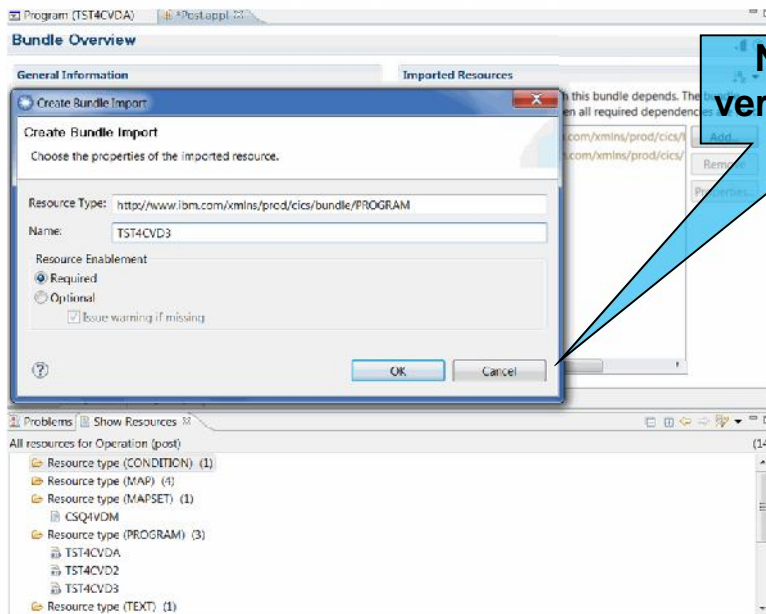 Program (TST4CVDA) *Post.appl
Bundle Overview
General Information
Imported Resources
n this bundle depends. The bundle
en all required dependencies are
.com/xmlns/prod/cics/
.com/xmlns/prod/cics/
Add...
Remove
Properties...
ver
Create Bundle Import
Create Bundle Import
Choose the properties of the imported resource.
Resource Type: http://www.ibm.com/xmlns/prod/cics/bundle/PROGRAM
Name: TST4CVD3
Resource Enablement
Required
Optional
Issue warning if missing
OK Cancel
Problems Show Resources
All resources for Operation (post)
Resource type (CONDITION) (1)
Resource type (MAP) (4)
Resource type (MAPSET) (1)
CSQ4VDM
Resource type (PROGRAM) (3)
TST4CVDA
TST4CVD2
TST4CVD3
Resource type (TEXT) (1)